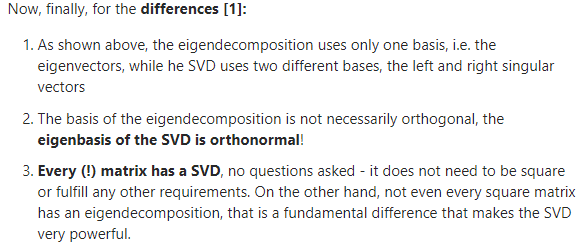 Now, finally, for the differences [1]:
1. As shown above, the eigendecomposition uses only one basis, i.e. the
eigenvectors, while he SVD uses two different bases, the left and right singular
vectors
2. The basis of the eigendecomposition is not necessarily orthogonal, the
eigenbasis of the SVD is orthonormal!
3. Every (!) matrix has a SVD, no questions asked - it does not need to be square
or fulfill any other requirements. On the other hand, not even every square matrix
has an eigendecomposition, that is a fundamental difference that makes the SVD
very powerful.